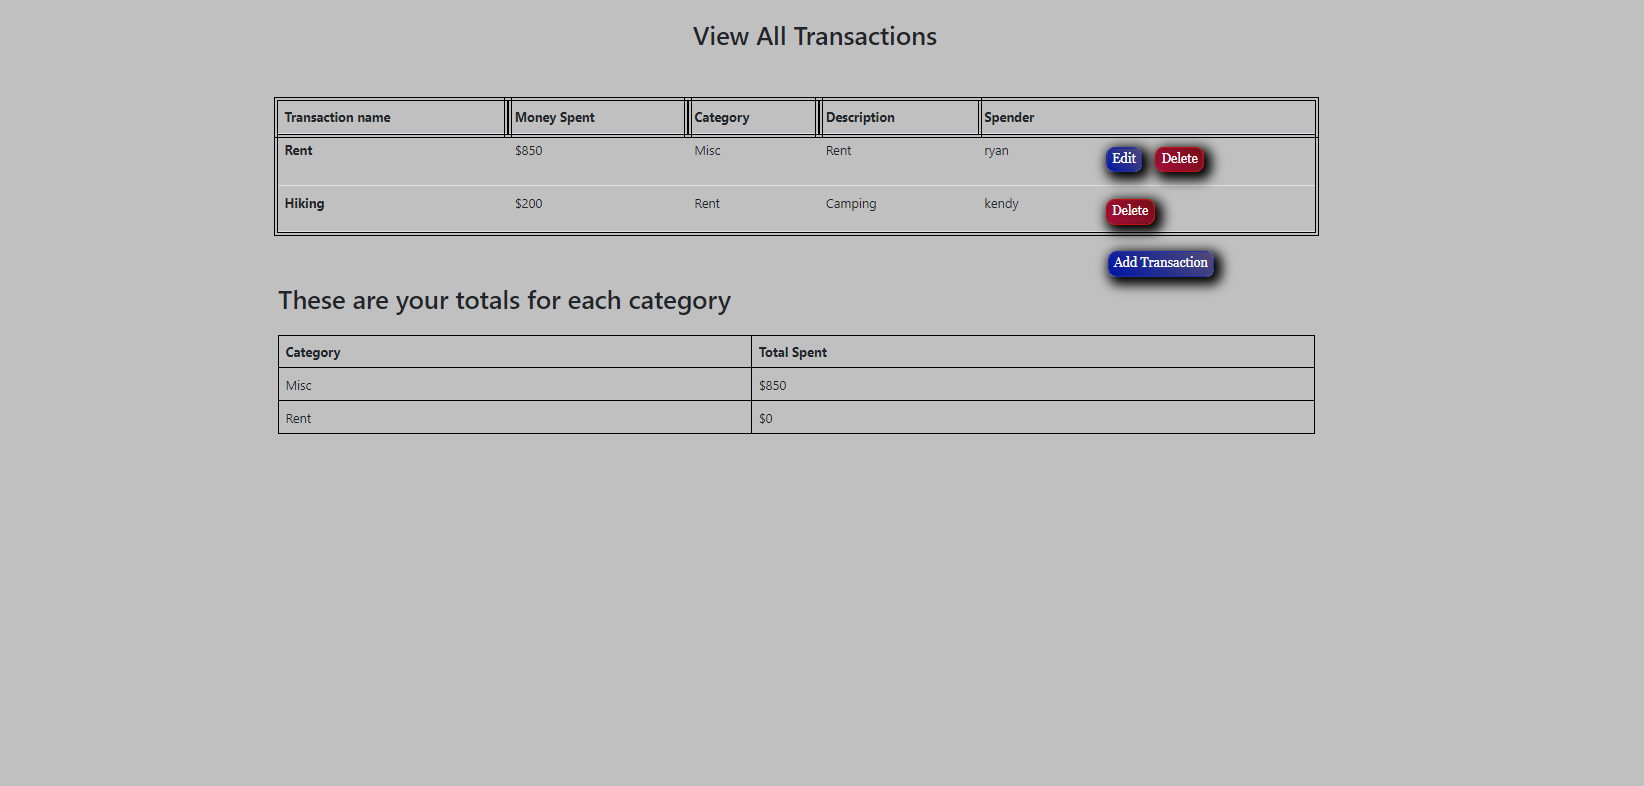 View All Transactions
Transaction name Money Spent Category Description Spender
Rent $850 Misc Rent ryan Edit Delete
Hiking $200 Rent Camping kendy Delete
Add Transaction
These are your totals for each category
Category Total Spent
Misc $850
Rent $0